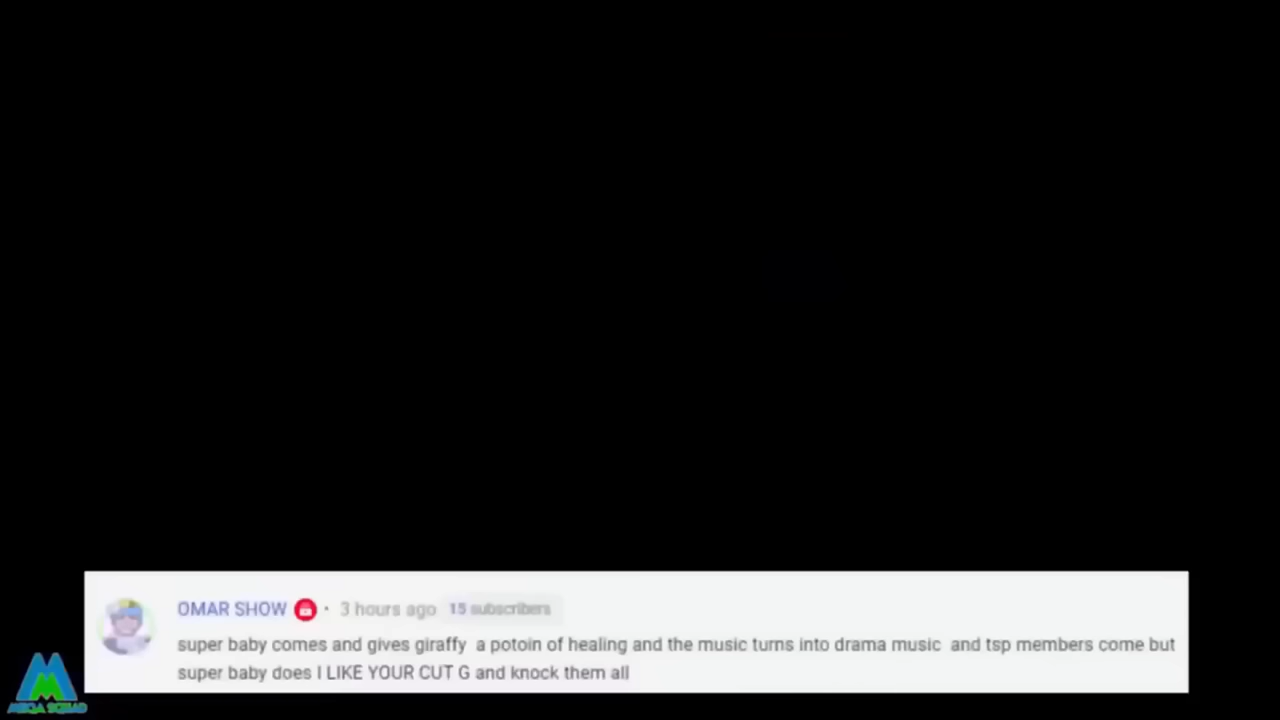 OMAR SHOW · 3 hours ago 15 subscribers
super baby comes and gives giraffy a potoin of healing and the music turns into drama music and tsp members come but
super baby does I LIKE YOUR CUT G and knock them all
MEGA SQUAD